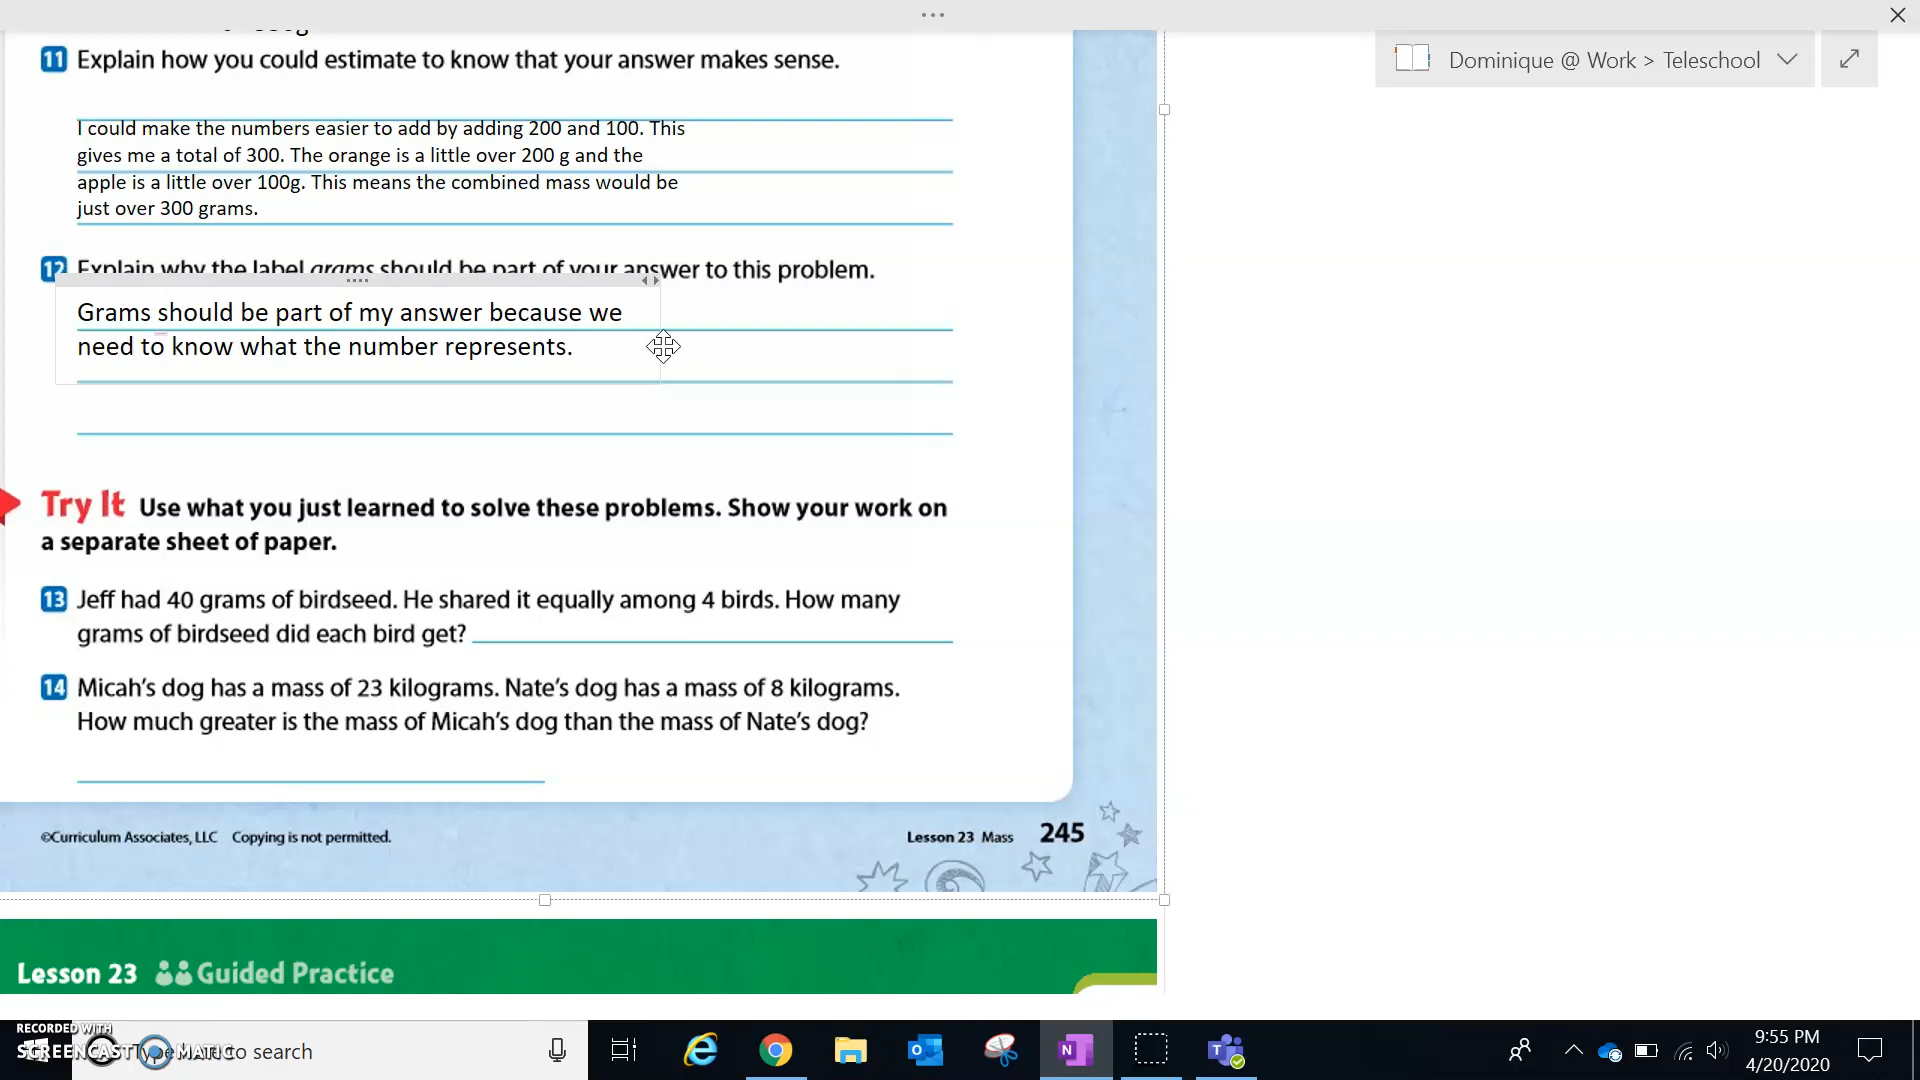 Dominique @ Work > Teleschool
11 Explain how you could estimate to know that your answer makes sense.
I could make the numbers easier to add by adding 200 and 100. This
gives me a total of 300. The orange is a little over 200 g and the
apple is a little over 100g. This means the combined mass would be
just over 300 grams.
12 Explain why the label grams should be part of your answer to this problem.
Grams should be part of my answer because we
need to know what the number represents.
Try It Use what you just learned to solve these problems. Show your work on
a separate sheet of paper.
13 Jeff had 40 grams of birdseed. He shared it equally among 4 birds. How many
grams of birdseed did each bird get?
14 Micah's dog has a mass of 23 kilograms. Nate's dog has a mass of 8 kilograms.
How much greater is the mass of Micah's dog than the mass of Nate's dog?
©Curriculum Associates, LLC Copying is not permitted.
Lesson 23 Mass 245
Lesson 23 Guided Practice
RECORDED WITH
SCREENCAST MATIC
Type here to search
9:55 PM
4/20/2020